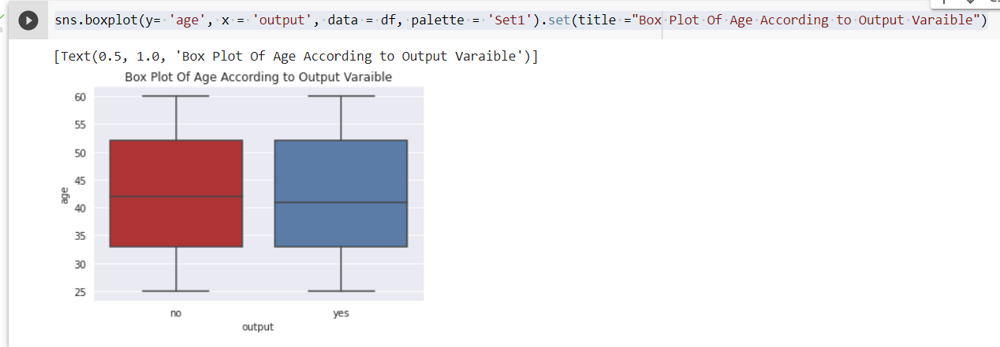 sns.boxplot(y= 'age', x = 'output', data = df, palette = 'Set1').set(title ="Box Plot Of Age According to Output Varaible")
[Text(0.5, 1.0, 'Box Plot Of Age According to Output Varaible')]
Box Plot Of Age According to Output Varaible
60
55
50
45
40
35
30
25
age
no yes
output